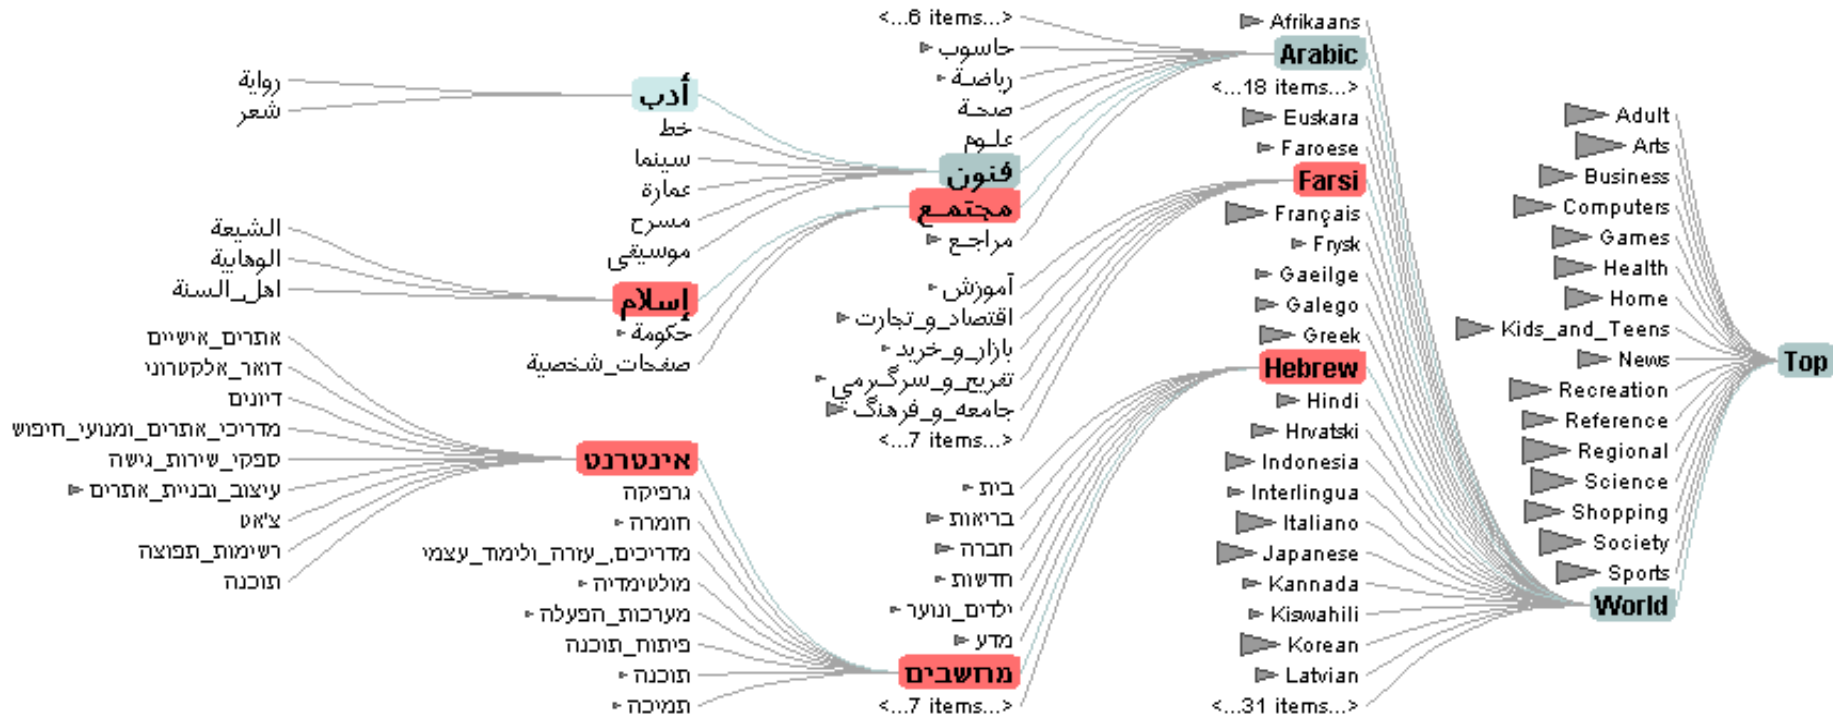 Top
Adult
Arts
Business
Computers
Games
Health
Home
Kids_and_Teens
News
Recreation
Reference
Regional
Science
Shopping
Society
Sports
World
Afrikaans
Arabic
<...18 items...>
Euskara
Faroese
Farsi
Français
Frysk
Gaeilge
Galego
Greek
Hebrew
Hindi
Hrvatski
Indonesia
Interlingua
Italiano
Japanese
Kannada
Kiswahili
Korean
Latvian
<...31 items...>
<...6 items...>
حاسوب
رياضة
صحة
علوم
فنون
مجتمع
مراجع
آموزش
اقتصاد_و_تجارت
بازار_و_خريد
تفريح_و_سرگرمي
جامعه_و_فرهنگ
<...7 items...>
בית
בריאות
חברה
חדשות
ילדים_ונוער
מדע
מחשבים
<...7 items...>
أدب
خط
سينما
عمارة
مسرح
موسيقى
إسلام
حكومة
صفحات_شخصية
אינטרנט
גרפיקה
חומרה
מדריכים,_עזרה_ולימוד_עצמי
מולטימדיה
מערכות_הפעלה
פיתוח_תוכנה
תוכנה
תמיכה
رواية
شعر
الشيعة
الوهابية
اهل_السنة
אתרים_אישיים
דואר_אלקטרוני
דיונים
מדריכי_אתרים_ומנועי_חיפוש
ספקי_שירות_גישה
עיצוב_ובניית_אתרים
צ'אט
רשימות_תפוצה
תוכנה